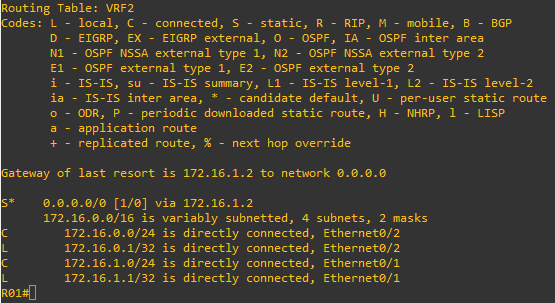 Routing Table: VRF2
Codes: L - local, C - connected, S - static, R - RIP, M - mobile, B - BGP
       D - EIGRP, EX - EIGRP external, O - OSPF, IA - OSPF inter area
       N1 - OSPF NSSA external type 1, N2 - OSPF NSSA external type 2
       E1 - OSPF external type 1, E2 - OSPF external type 2
       i - IS-IS, su - IS-IS summary, L1 - IS-IS level-1, L2 - IS-IS level-2
       ia - IS-IS inter area, * - candidate default, U - per-user static route
       o - ODR, P - periodic downloaded static route, H - NHRP, l - LISP
       a - application route
       + - replicated route, % - next hop override

Gateway of last resort is 172.16.1.2 to network 0.0.0.0

S*    0.0.0.0/0 [1/0] via 172.16.1.2
      172.16.0.0/16 is variably subnetted, 4 subnets, 2 masks
C        172.16.0.0/24 is directly connected, Ethernet0/2
L        172.16.0.1/32 is directly connected, Ethernet0/2
C        172.16.1.0/24 is directly connected, Ethernet0/1
L        172.16.1.1/32 is directly connected, Ethernet0/1
R01#